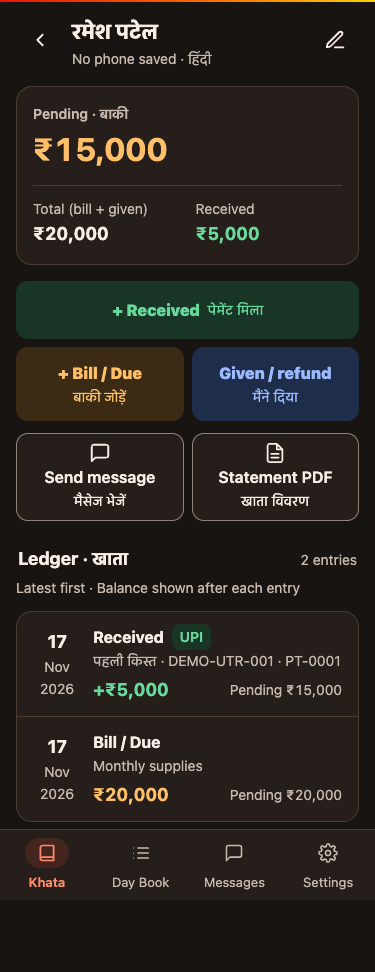 रमेश पटेल
No phone saved · हिंदी
Pending · बाकी
₹15,000
Total (bill + given)
Received
₹20,000
₹5,000
+ Received पेमेंट मिला
+ Bill / Due
Given / refund
बाकी जोड़ें
मैंने दिया
Send message
Statement PDF
मैसेज भेजें
खाता विवरण
Ledger · खाता
2 entries
Latest first · Balance shown after each entry
17 Nov 2026
Received UPI
पहली किस्त · DEMO-UTR-001 · PT-0001
+₹5,000
Pending ₹15,000
17 Nov 2026
Bill / Due
Monthly supplies
₹20,000
Pending ₹20,000
Khata
Day Book
Messages
Settings